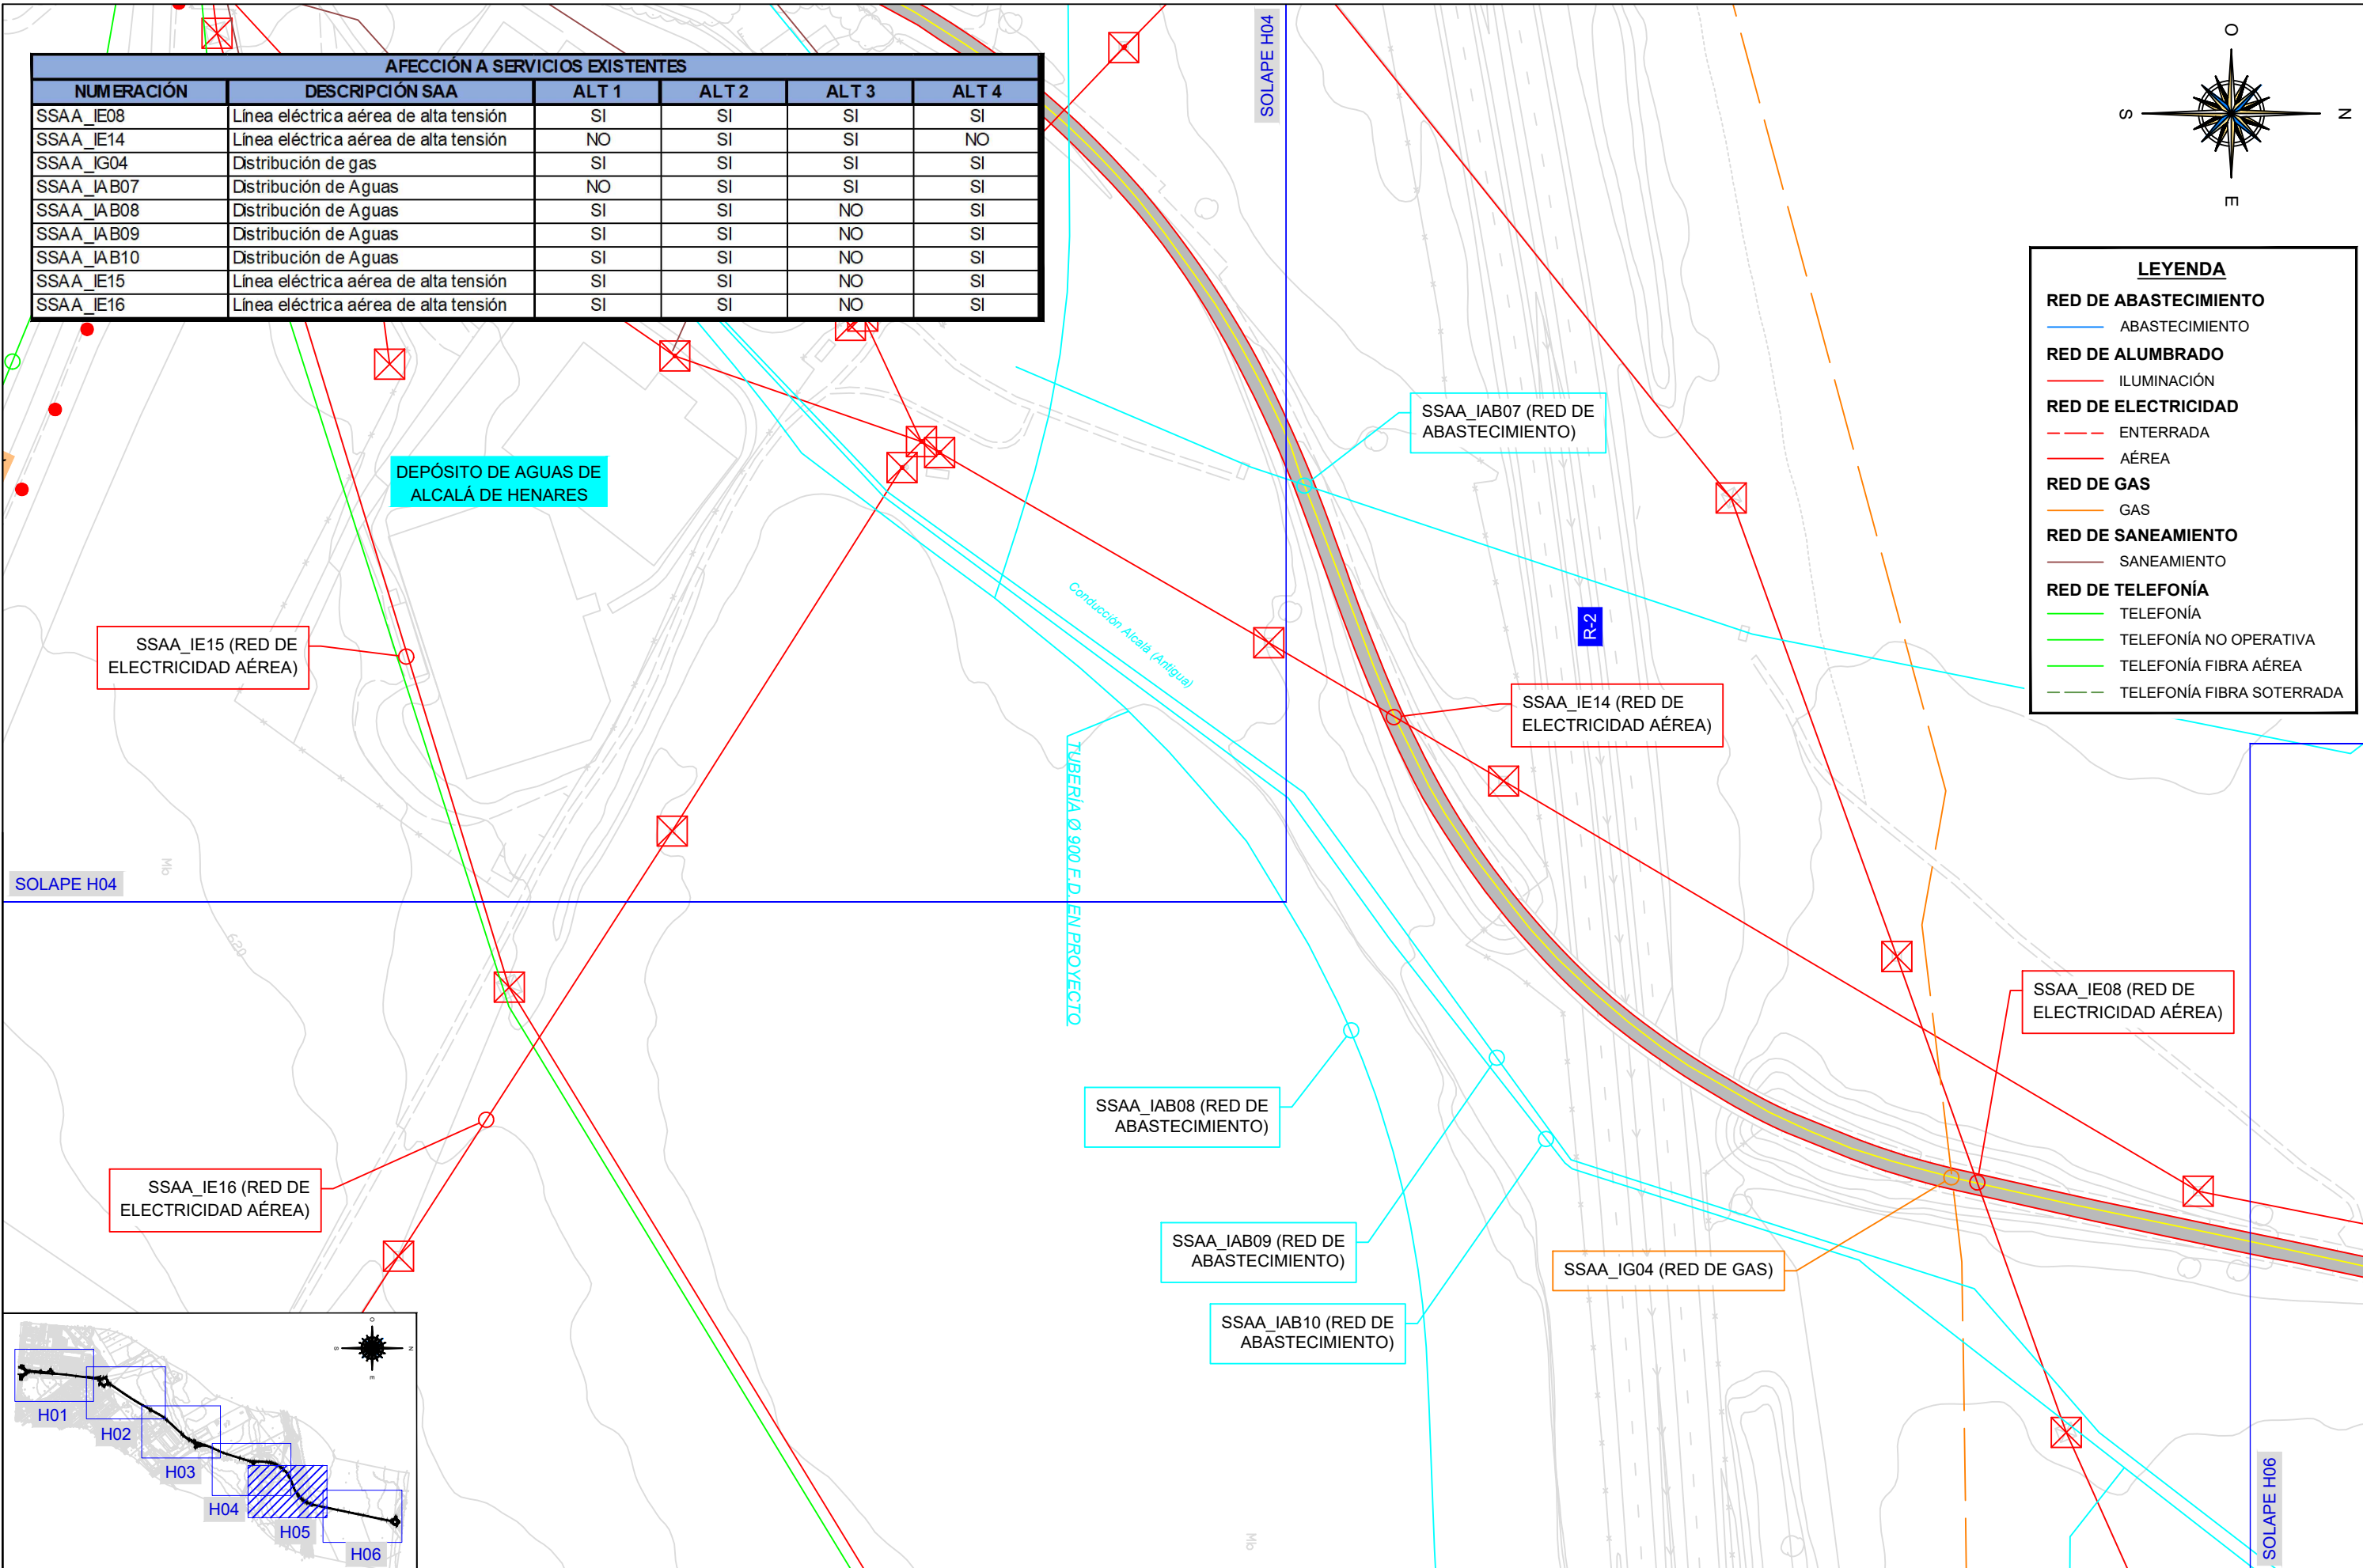 AFECCIÓN A SERVICIOS EXISTENTES
NUMERACIÓN DESCRIPCIÓN SAA ALT 1 ALT 2 ALT 3 ALT 4
SSAA_IE08 Línea eléctrica aérea de alta tensión SI SI SI SI
SSAA_IE14 Línea eléctrica aérea de alta tensión NO SI SI NO
SSAA_IG04 Distribución de gas SI SI SI SI
SSAA_IAB07 Distribución de Aguas NO SI SI SI
SSAA_IAB08 Distribución de Aguas SI SI NO SI
SSAA_IAB09 Distribución de Aguas SI SI NO SI
SSAA_IAB10 Distribución de Aguas SI SI NO SI
SSAA_IE15 Línea eléctrica aérea de alta tensión SI SI NO SI
SSAA_IE16 Línea eléctrica aérea de alta tensión SI SI NO SI
SOLAPE H04
O
S
N
E
LEYENDA
RED DE ABASTECIMIENTO
ABASTECIMIENTO
RED DE ALUMBRADO
ILUMINACIÓN
RED DE ELECTRICIDAD
ENTERRADA
AÉREA
RED DE GAS
GAS
RED DE SANEAMIENTO
SANEAMIENTO
RED DE TELEFONÍA
TELEFONÍA
TELEFONÍA NO OPERATIVA
TELEFONÍA FIBRA AÉREA
TELEFONÍA FIBRA SOTERRADA
SSAA_IAB07 (RED DE
ABASTECIMIENTO)
DEPÓSITO DE AGUAS DE
ALCALÁ DE HENARES
Conducción Alcalá (Antigua)
R-2
SSAA_IE15 (RED DE
ELECTRICIDAD AÉREA)
SSAA_IE14 (RED DE
ELECTRICIDAD AÉREA)
TUBERÍA Ø 900 F.D. EN PROYECTO
Mo
SOLAPE H04
620
SSAA_IE08 (RED DE
ELECTRICIDAD AÉREA)
SSAA_IAB08 (RED DE
ABASTECIMIENTO)
SSAA_IE16 (RED DE
ELECTRICIDAD AÉREA)
SSAA_IAB09 (RED DE
ABASTECIMIENTO)
SSAA_IG04 (RED DE GAS)
SSAA_IAB10 (RED DE
ABASTECIMIENTO)
O
S
N
E
H01
H02
H03
H04
H05
H06
Mo
SOLAPE H06